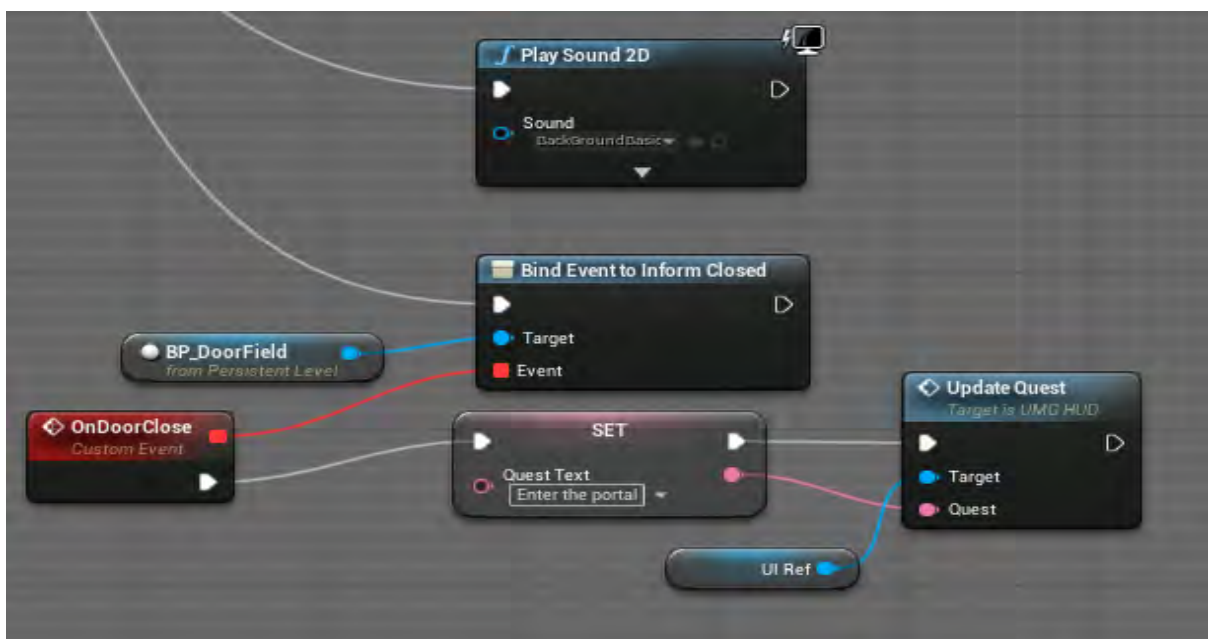 Play Sound 2D
Sound
BackGroundBasic
Bind Event to Inform Closed
Target
Event
BP_DoorField
from Persistent Level
OnDoorClose
Custom Event
SET
Quest Text
Enter the portal
Update Quest
Target is UMG HUD
Target
Quest
UI Ref